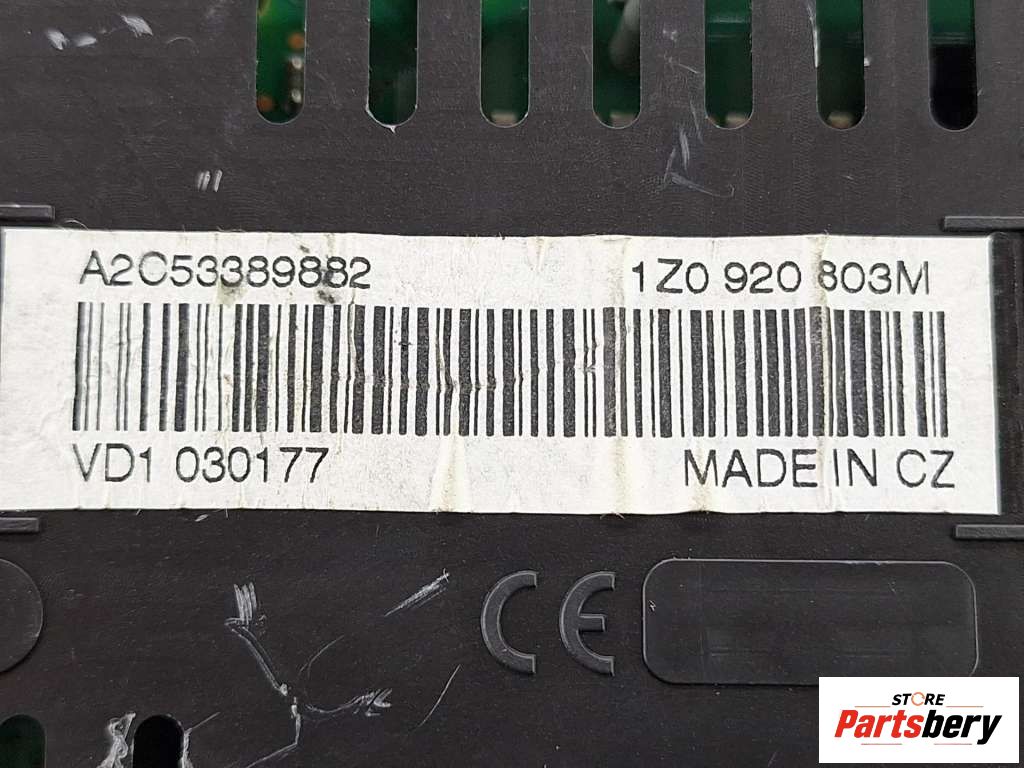 A2C53389882 1Z0 920 803M
VD1 030177 MADE IN CZ
CE
STORE
Partsbery